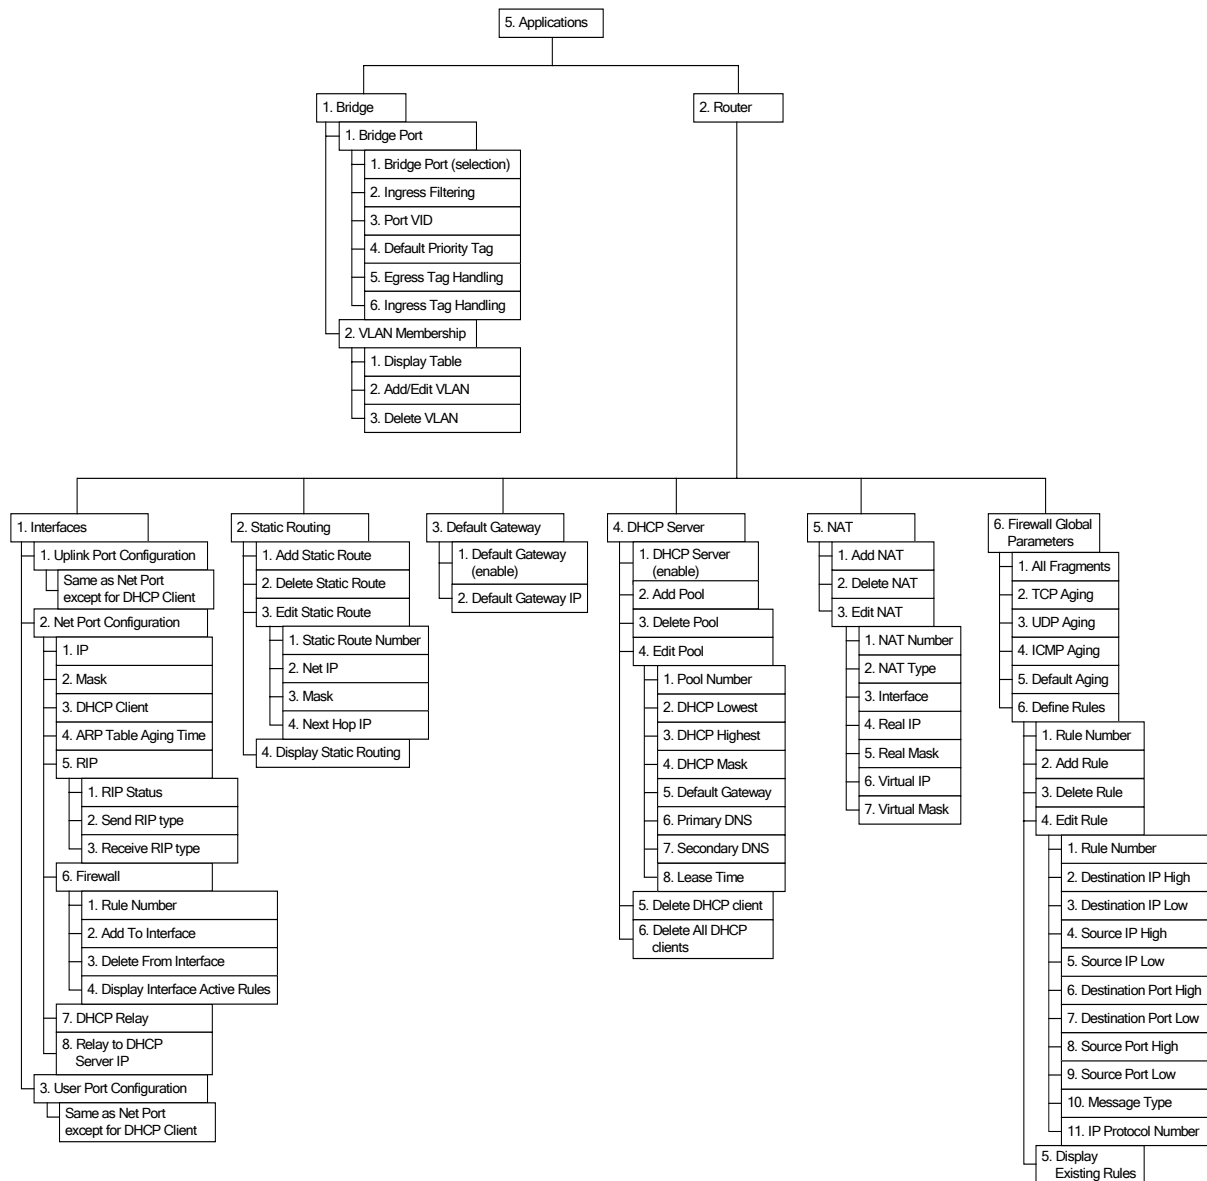 5. Applications
1. Bridge
1. Bridge Port
1. Bridge Port (selection)
2. Ingress Filtering
3. Port VID
4. Default Priority Tag
5. Egress Tag Handling
6. Ingress Tag Handling
2. VLAN Membership
1. Display Table
2. Add/Edit VLAN
3. Delete VLAN
2. Router
1. Interfaces
1. Uplink Port Configuration
Same as Net Port
except for DHCP Client
2. Net Port Configuration
1. IP
2. Mask
3. DHCP Client
4. ARP Table Aging Time
5. RIP
1. RIP Status
2. Send RIP type
3. Receive RIP type
6. Firewall
1. Rule Number
2. Add To Interface
3. Delete From Interface
4. Display Interface Active Rules
7. DHCP Relay
8. Relay to DHCP
Server IP
3. User Port Configuration
Same as Net Port
except for DHCP Client
2. Static Routing
1. Add Static Route
2. Delete Static Route
3. Edit Static Route
1. Static Route Number
2. Net IP
3. Mask
4. Next Hop IP
4. Display Static Routing
3. Default Gateway
1. Default Gateway
(enable)
2. Default Gateway IP
4. DHCP Server
1. DHCP Server
(enable)
2. Add Pool
3. Delete Pool
4. Edit Pool
1. Pool Number
2. DHCP Lowest
3. DHCP Highest
4. DHCP Mask
5. Default Gateway
6. Primary DNS
7. Secondary DNS
8. Lease Time
5. Delete DHCP client
6. Delete All DHCP
clients
5. NAT
1. Add NAT
2. Delete NAT
3. Edit NAT
1. NAT Number
2. NAT Type
3. Interface
4. Real IP
5. Real Mask
6. Virtual IP
7. Virtual Mask
6. Firewall Global
Parameters
1. All Fragments
2. TCP Aging
3. UDP Aging
4. ICMP Aging
5. Default Aging
6. Define Rules
1. Rule Number
2. Add Rule
3. Delete Rule
4. Edit Rule
1. Rule Number
2. Destination IP High
3. Destination IP Low
4. Source IP High
5. Source IP Low
6. Destination Port High
7. Destination Port Low
8. Source Port High
9. Source Port Low
10. Message Type
11. IP Protocol Number
5. Display
Existing Rules